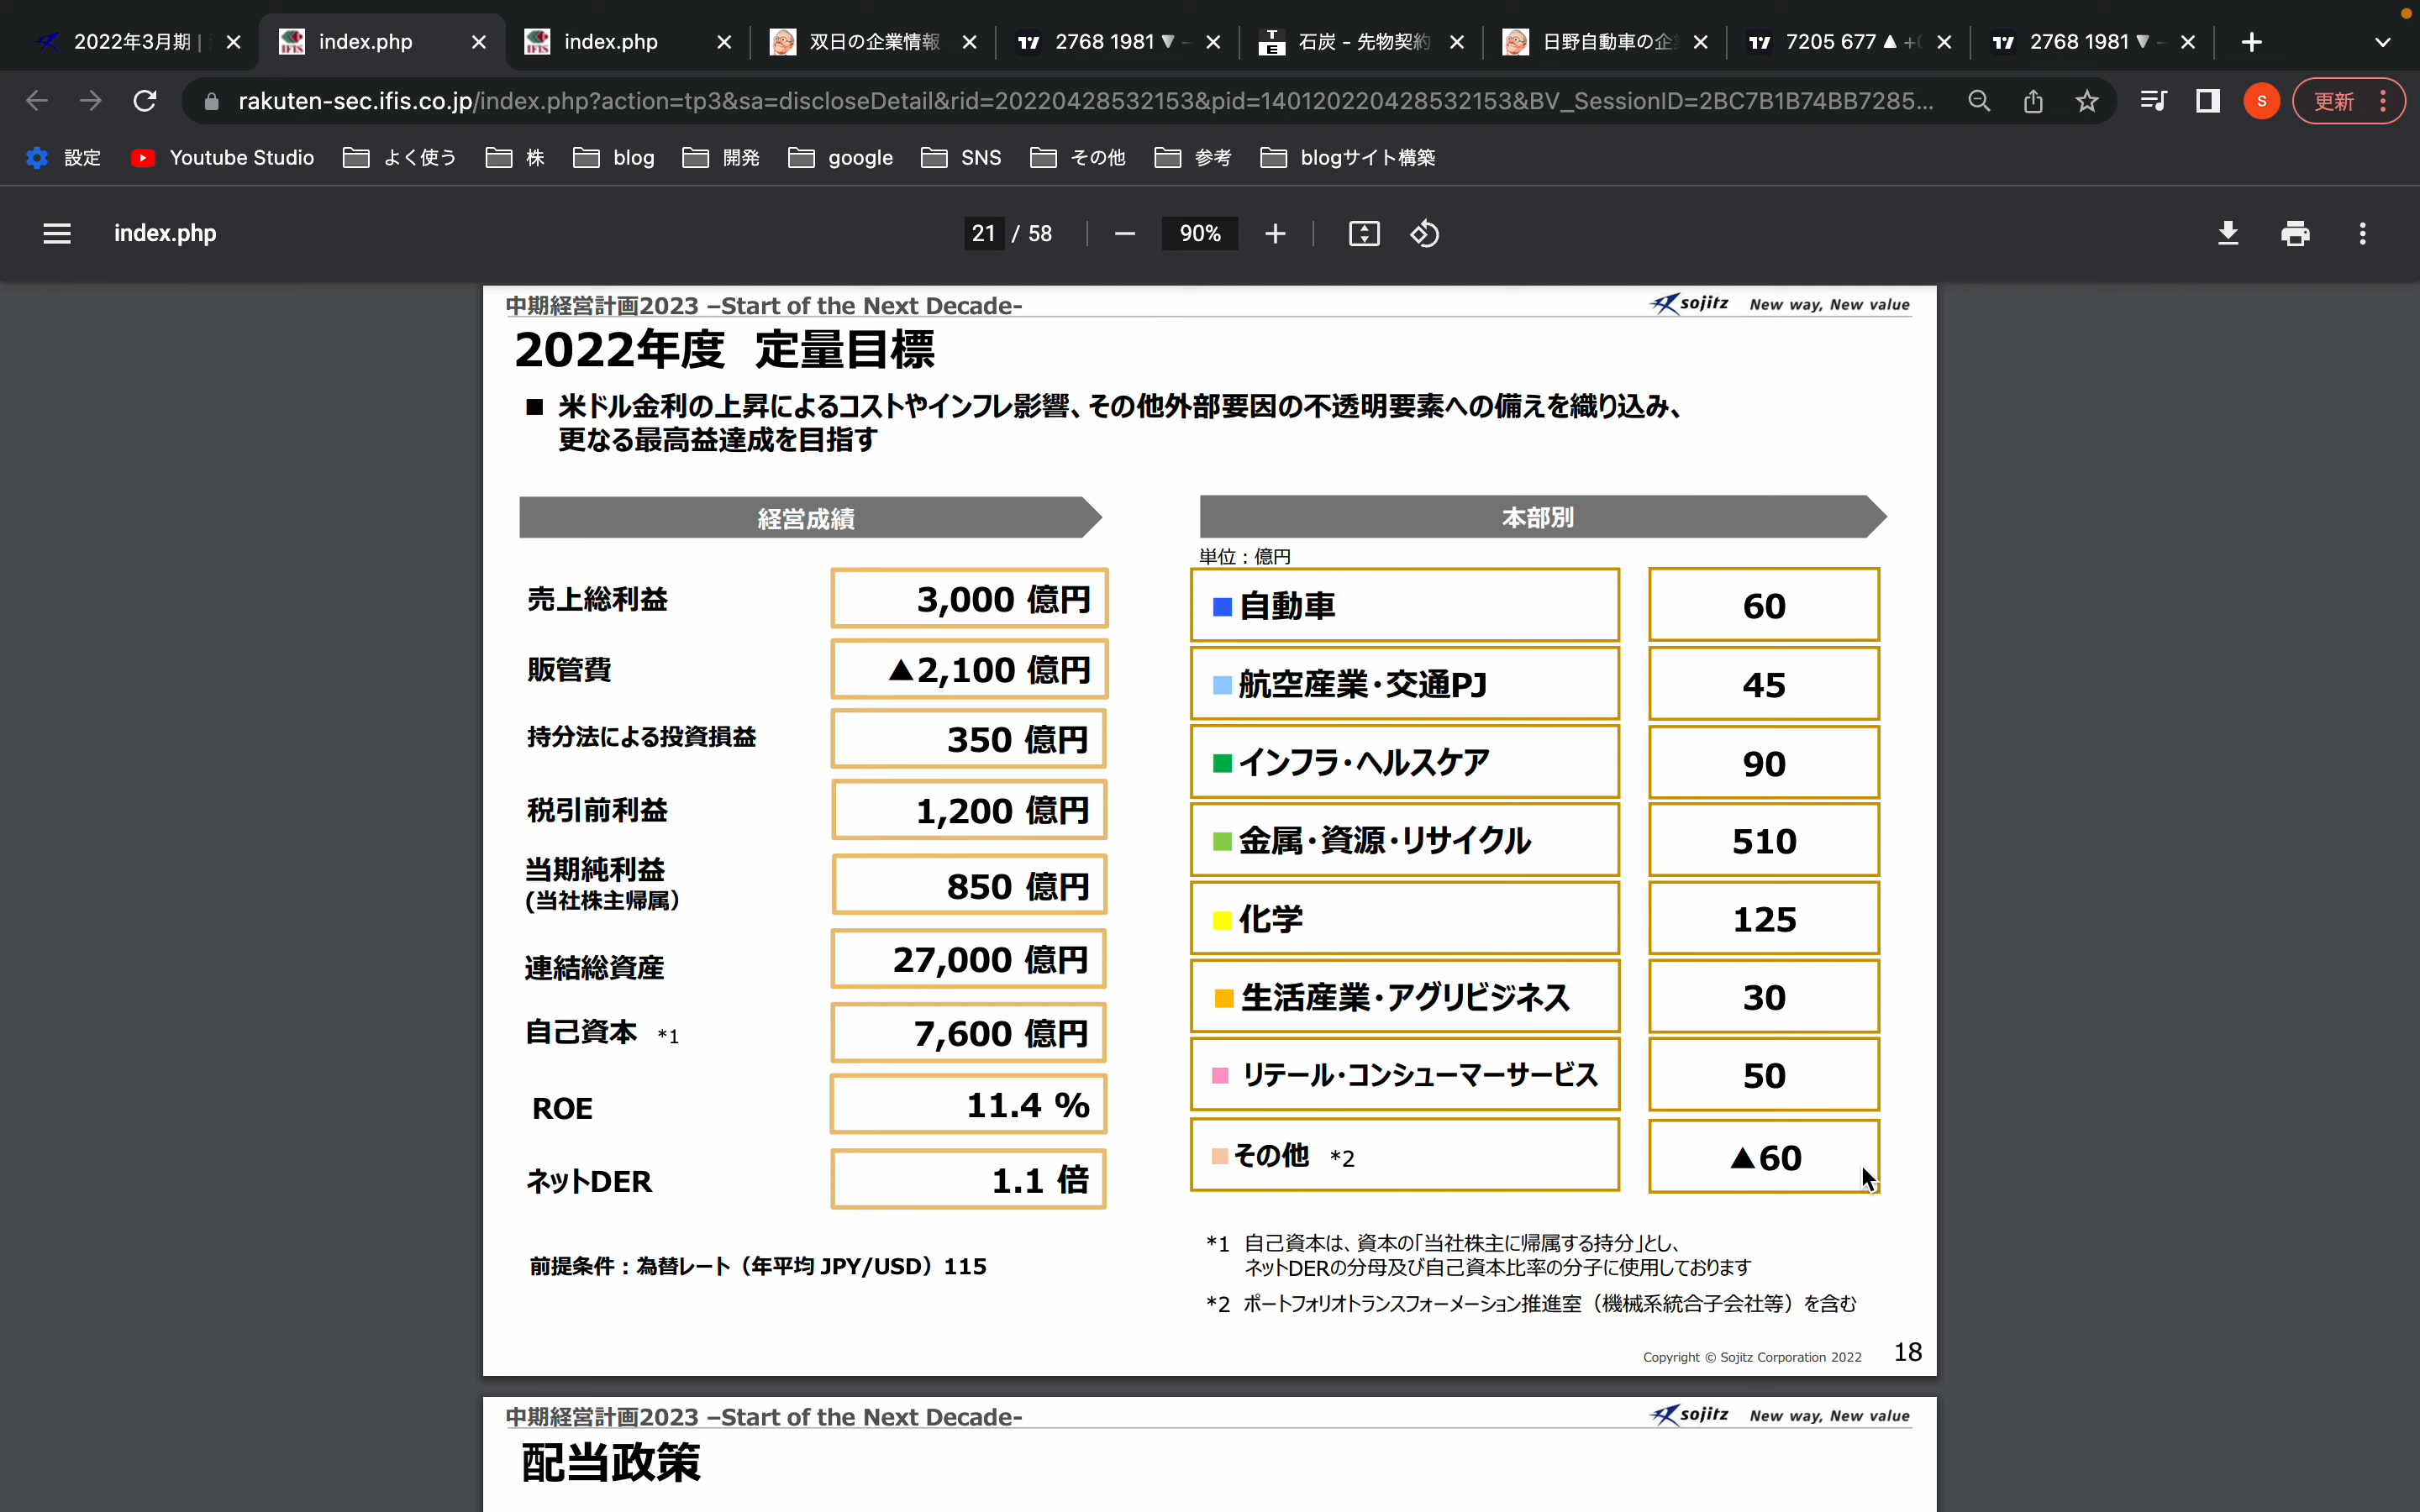 2022年3月期 |
index.php
index.php
双日の企業情報
2768 1981 ▼ -
石炭 - 先物契約
日野自動車の企
7205 677 ▲ +
2768 1981 ▼ -
rakuten-sec.ifis.co.jp/index.php?action=tp3&sa=discloseDetail&rid=20220428532153&pid=140120220428532153&BV_SessionID=2BC7B1B74BB7285...
S
更新
設定
Youtube Studio
よく使う
株
blog
開発
google
SNS
その他
参考
blogサイト構築
index.php
21 / 58
90%
中期経営計画2023 –Start of the Next Decade-
sojitz New way, New value
2022年度 定量目標
■ 米ドル金利の上昇によるコストやインフレ影響、その他外部要因の不透明要素への備えを織り込み、
更なる最高益達成を目指す
経営成績
売上総利益 3,000 億円
販管費 ▲2,100 億円
持分法による投資損益 350 億円
税引前利益 1,200 億円
当期純利益
(当社株主帰属) 850 億円
連結総資産 27,000 億円
自己資本 *1 7,600 億円
ROE 11.4 %
ネットDER 1.1 倍
前提条件：為替レート（年平均 JPY/USD）115
本部別
単位：億円
■自動車 60
■航空産業・交通PJ 45
■インフラ・ヘルスケア 90
■金属・資源・リサイクル 510
■化学 125
■生活産業・アグリビジネス 30
■リテール・コンシューマーサービス 50
■その他 *2 ▲60
*1 自己資本は、資本の「当社株主に帰属する持分」とし、
ネットDERの分母及び自己資本比率の分子に使用しております
*2 ポートフォリオトランスフォーメーション推進室（機械系統合子会社等）を含む
Copyright © Sojitz Corporation 2022 18
中期経営計画2023 –Start of the Next Decade-
sojitz New way, New value
配当政策